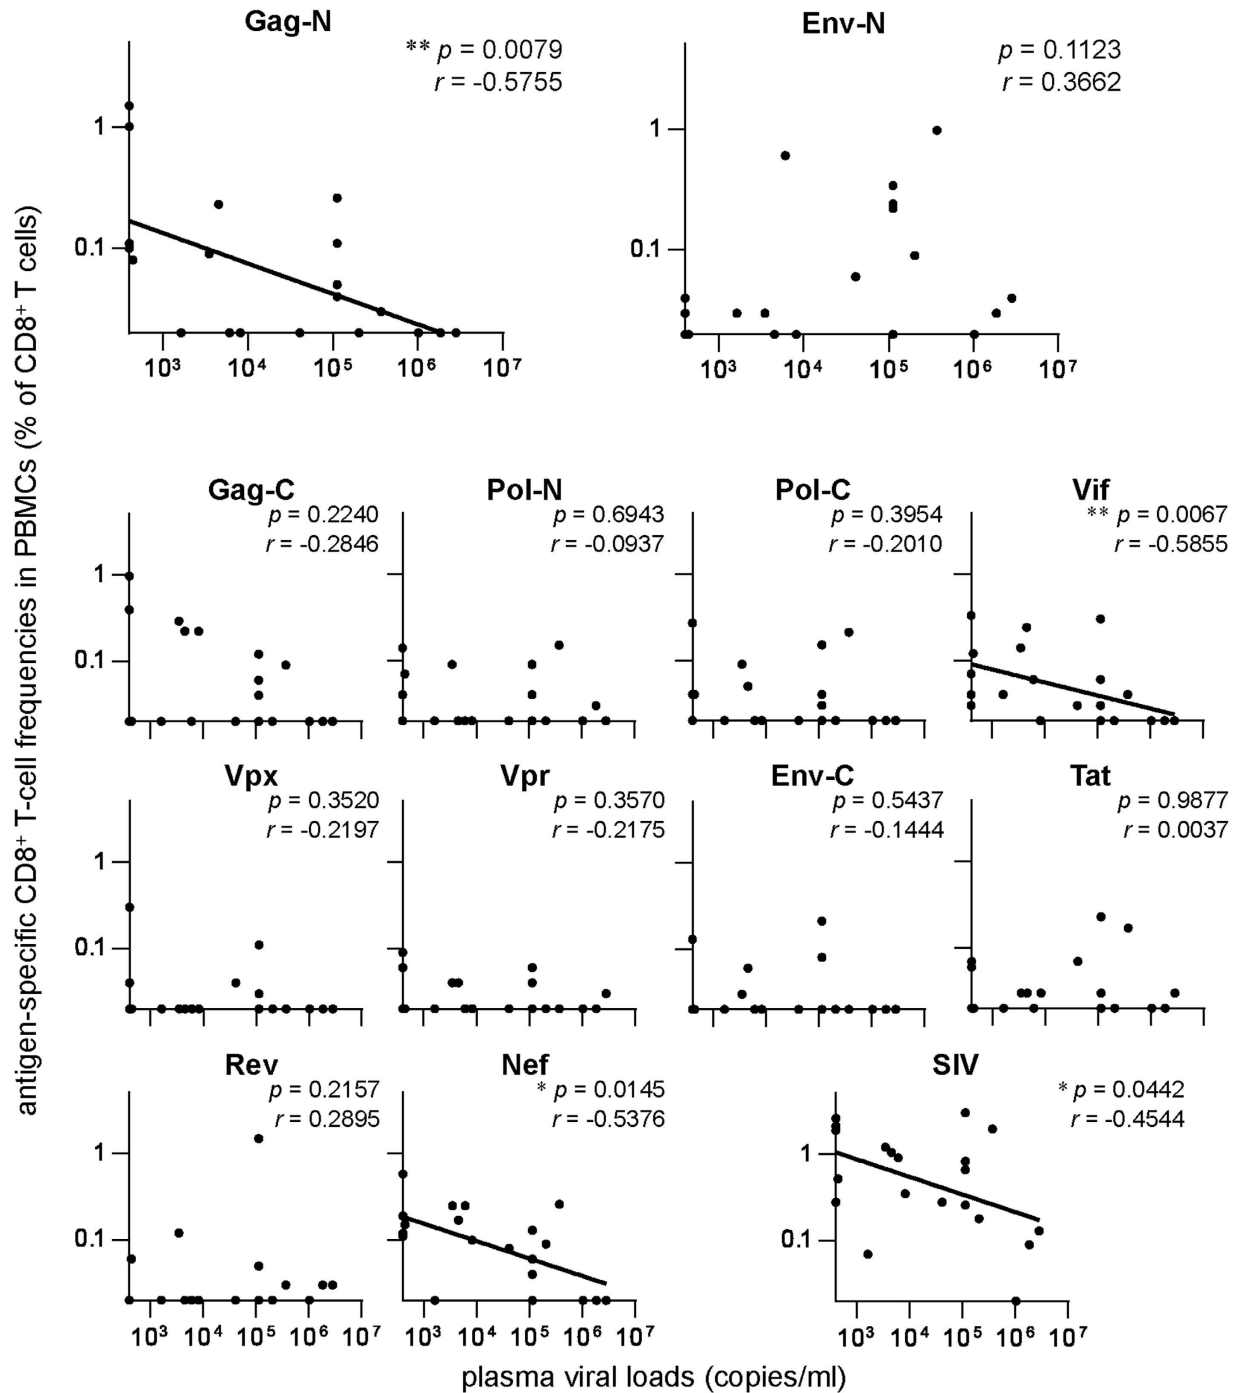 Gag-N
** p = 0.0079
r = -0.5755
1
0.1
10³ 10⁴ 10⁵ 10⁶ 10⁷
Env-N
p = 0.1123
r = 0.3662
1
0.1
10³ 10⁴ 10⁵ 10⁶ 10⁷
antigen-specific CD8⁺ T-cell frequencies in PBMCs (% of CD8⁺ T cells)
Gag-C
p = 0.2240
r = -0.2846
1
0.1
Pol-N
p = 0.6943
r = -0.0937
Pol-C
p = 0.3954
r = -0.2010
Vif
** p = 0.0067
r = -0.5855
Vpx
p = 0.3520
r = -0.2197
1
0.1
Vpr
p = 0.3570
r = -0.2175
Env-C
p = 0.5437
r = -0.1444
Tat
p = 0.9877
r = 0.0037
Rev
p = 0.2157
r = 0.2895
1
0.1
10³ 10⁴ 10⁵ 10⁶ 10⁷
Nef
* p = 0.0145
r = -0.5376
10³ 10⁴ 10⁵ 10⁶ 10⁷
SIV
* p = 0.0442
r = -0.4544
1
0.1
10³ 10⁴ 10⁵ 10�6 10⁷
plasma viral loads (copies/ml)